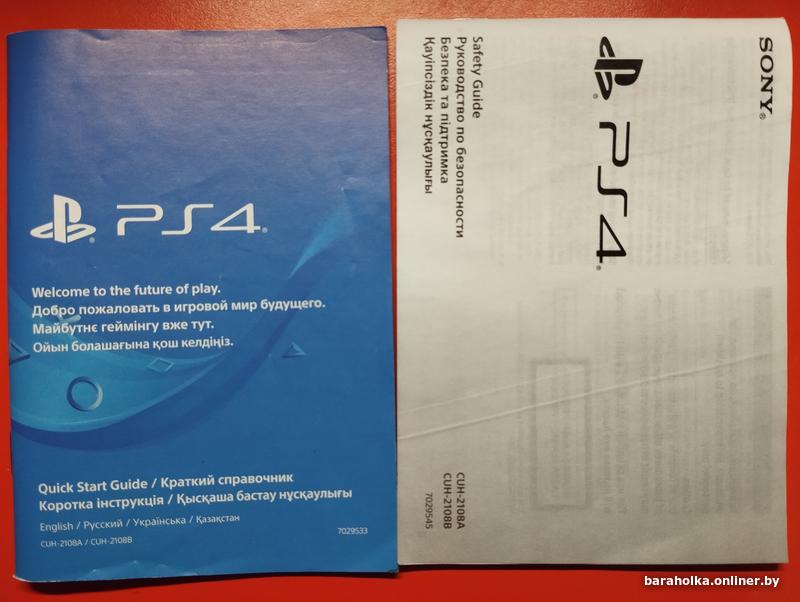 PS4
Welcome to the future of play.
Добро пожаловать в игровой мир будущего.
Майбутнє геймінгу вже тут.
Ойын болашағына қош келдіңіз.
Quick Start Guide / Краткий справочник
Коротка інструкція / Қысқаша бастау нұсқаулығы
English / Русский / Українська / Қазақстан
CUH-2108A / CUH-2108B
7029533
SONY®
PS4
Safety Guide
Руководство по безопасности
Безпека та підтримка
Қауіпсіздік нұсқаулығы
CUH-2108A
CUH-2108B
7029545
baraholka.onliner.by